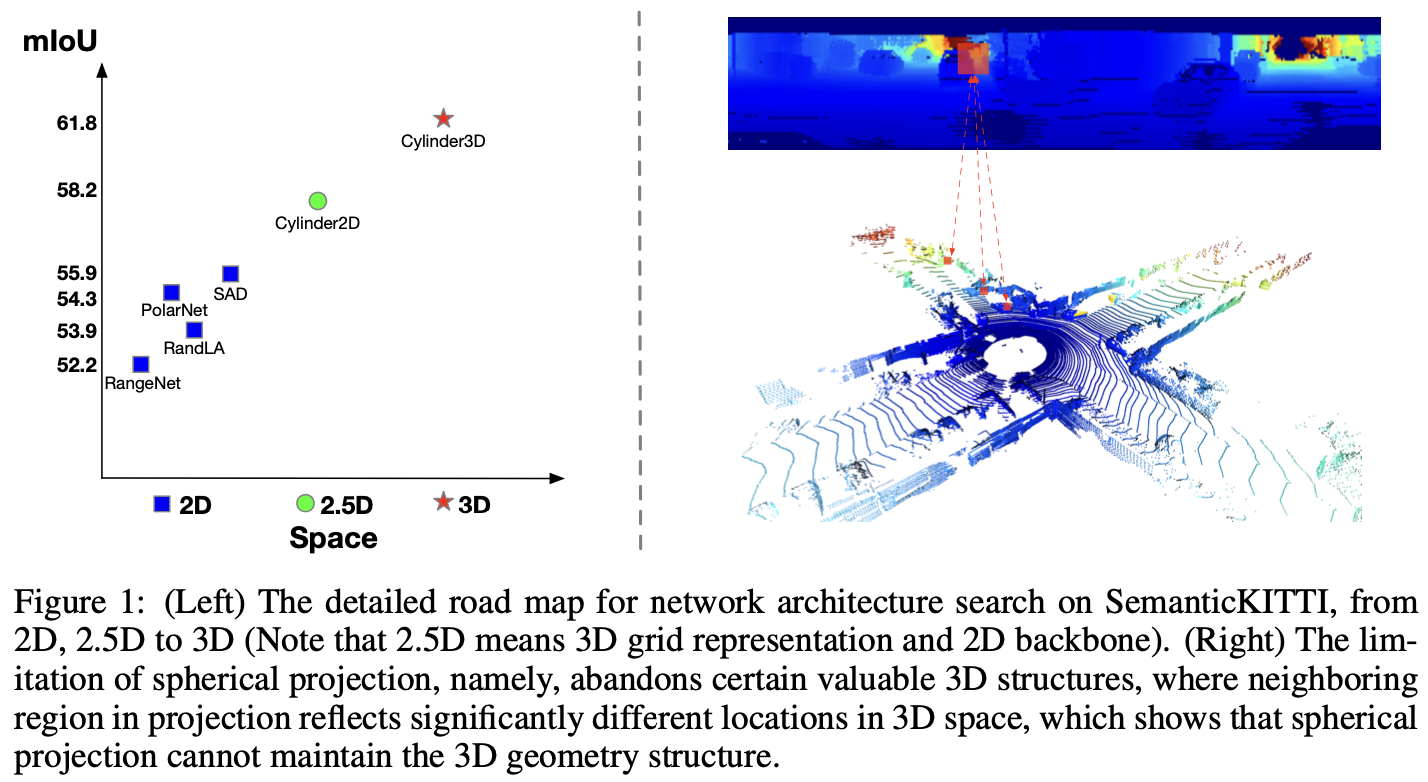 mIoU
61.8
Cylinder3D
58.2
Cylinder2D
55.9
SAD
54.3
PolarNet
53.9
RandLA
52.2
RangeNet
2D
2.5D
3D
Space
Figure 1: (Left) The detailed road map for network architecture search on SemanticKITTI, from
2D, 2.5D to 3D (Note that 2.5D means 3D grid representation and 2D backbone). (Right) The lim-
itation of spherical projection, namely, abandons certain valuable 3D structures, where neighboring
region in projection reflects significantly different locations in 3D space, which shows that spherical
projection cannot maintain the 3D geometry structure.